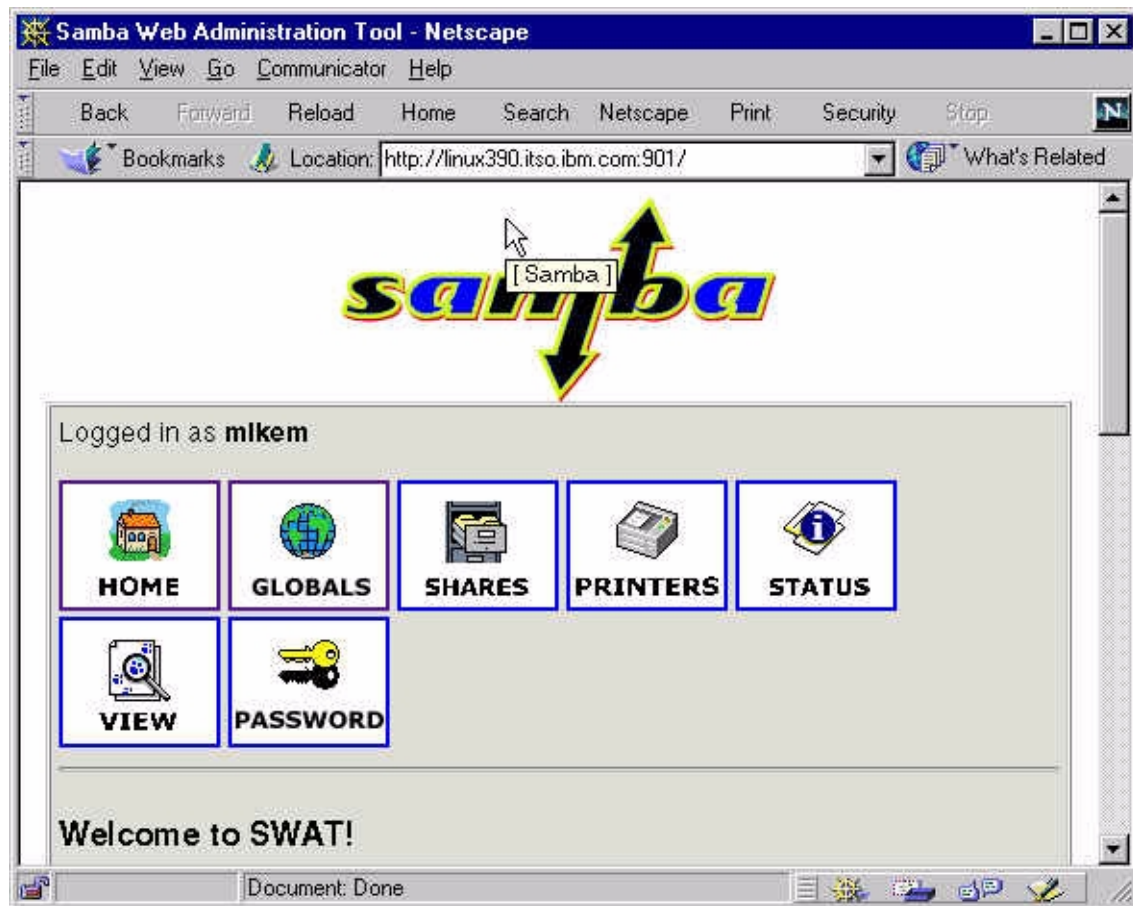 Samba Web Administration Tool - Netscape
File Edit View Go Communicator Help
Back Forward Reload Home Search Netscape Print Security Stop
Bookmarks Location: http://linux390.itso.ibm.com:901/ What's Related
samba
[ Samba ]
Logged in as mikem
HOME GLOBALS SHARES PRINTERS STATUS
VIEW PASSWORD
Welcome to SWAT!
Document: Done